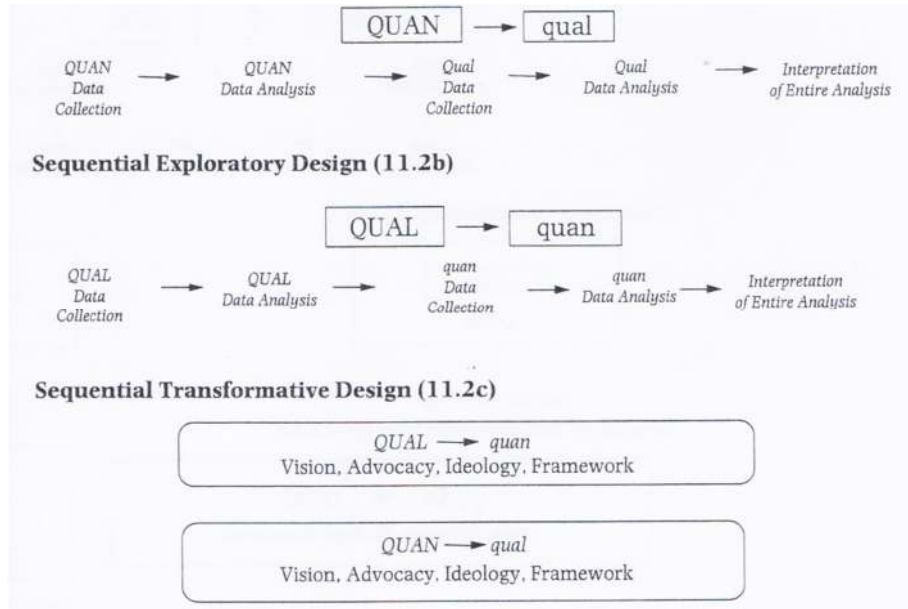 QUAN → qual
QUAN Data Collection → QUAN Data Analysis → Qual Data Collection → Qual Data Analysis → Interpretation of Entire Analysis
Sequential Exploratory Design (11.2b)
QUAL → quan
QUAL Data Collection → QUAL Data Analysis → quan Data Collection → quan Data Analysis → Interpretation of Entire Analysis
Sequential Transformative Design (11.2c)
QUAL → quan
Vision, Advocacy, Ideology, Framework
QUAN → qual
Vision, Advocacy, Ideology, Framework